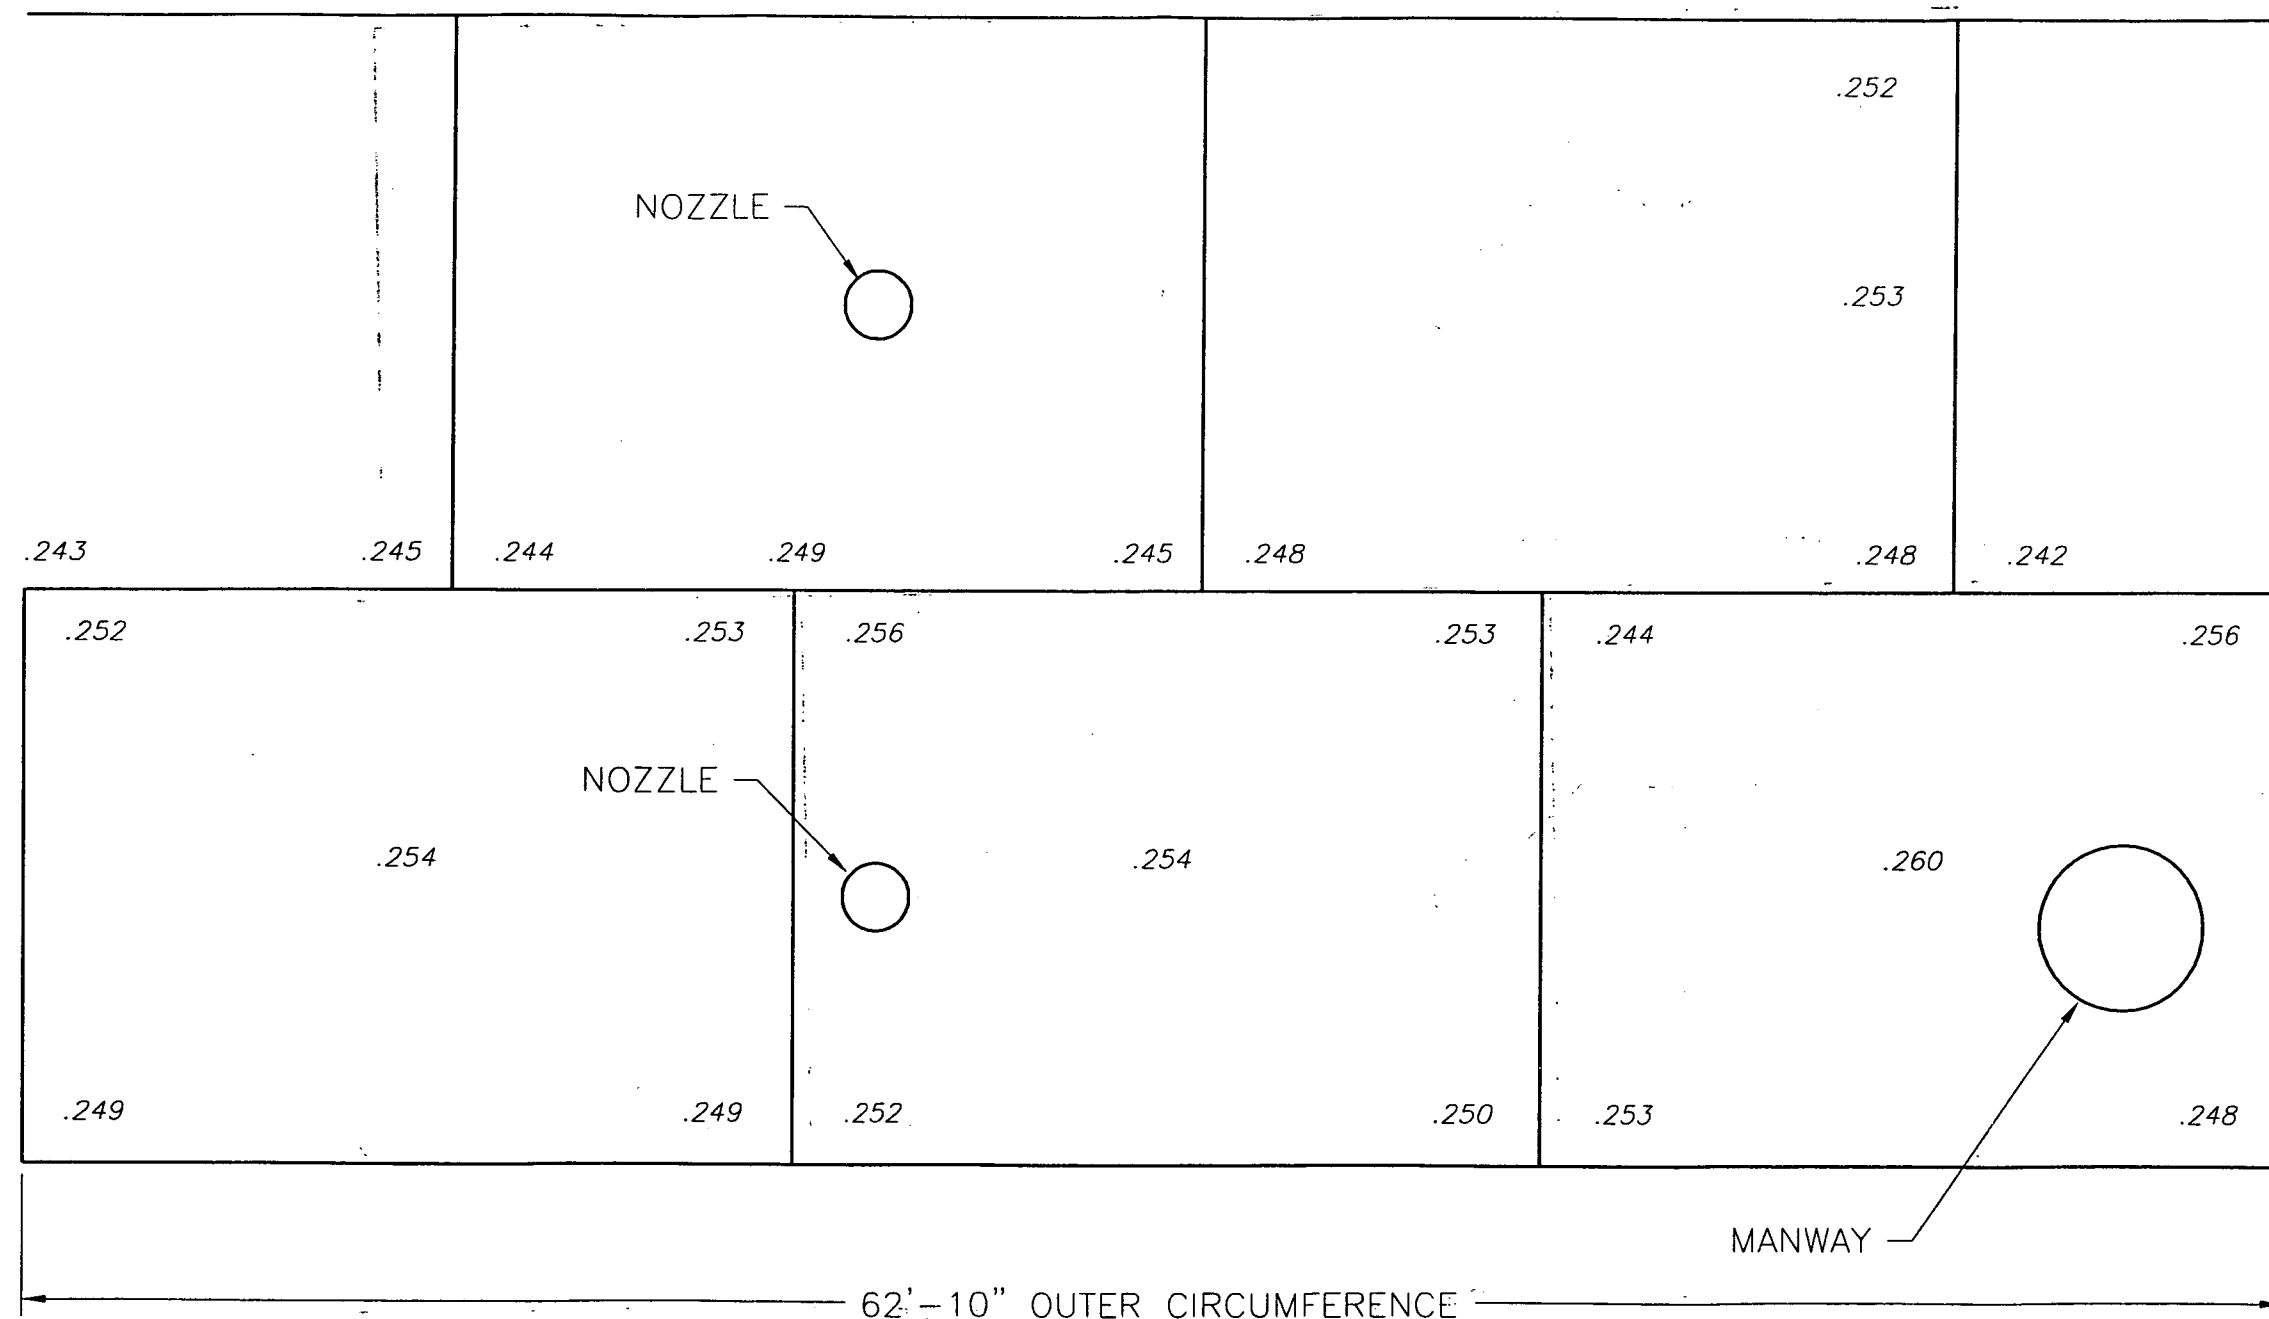 .252
NOZZLE
.253
.243 .245 .244 .249 .245 .248 .248 .242
.252 .253 .256 .253 .244 .256
NOZZLE
.254 .254 .260
.249 .249 .252 .250 .253 .248
MANWAY
62'-10" OUTER CIRCUMFERENCE